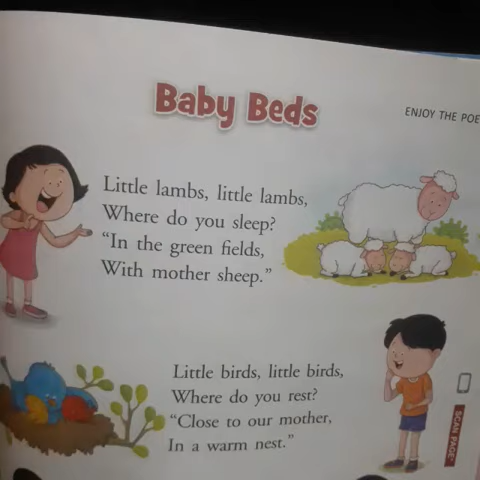 Baby Beds
ENJOY THE
Little lambs, little lambs,
Where do you sleep?
“In the green fields,
With mother sheep.”
Little birds, little birds,
Where do you rest?
“Close to our mother,
In a warm nest.”
SCAN PAGE